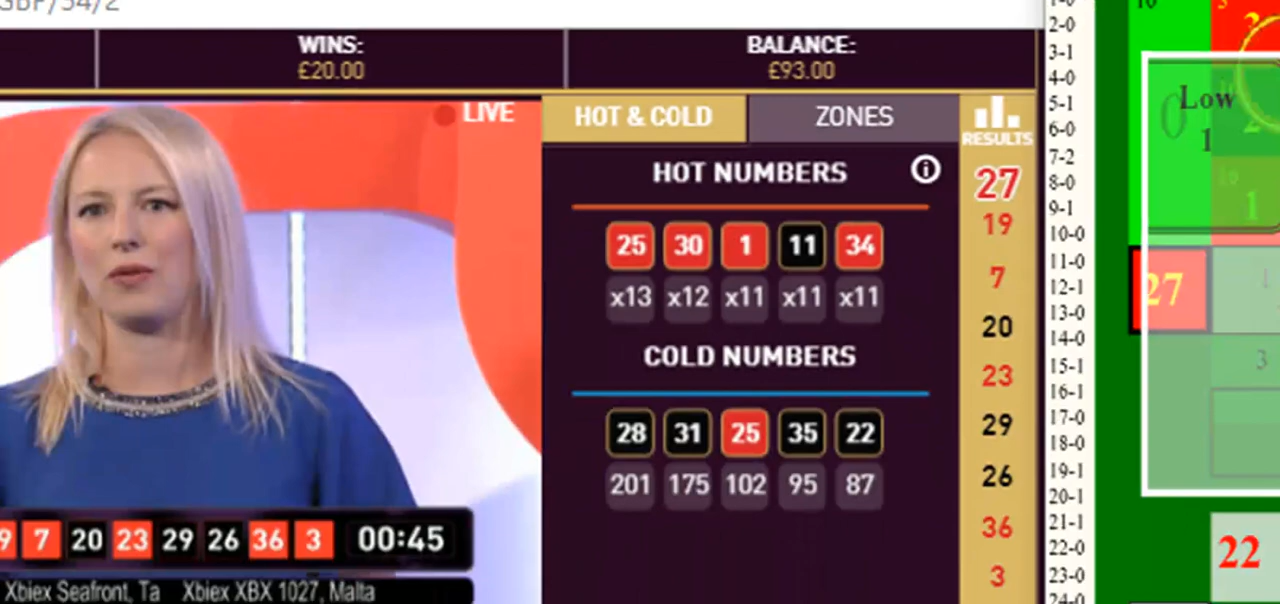 WINS:
£20.00
BALANCE:
£93.00
LIVE
HOT & COLD
ZONES
RESULTS
HOT NUMBERS
25 30 1 11 34
x13 x12 x11 x11 x11
COLD NUMBERS
28 31 25 35 22
201 175 102 95 87
27
19
7
20
23
29
26
36
3
7 20 23 29 26 36 3 00:45
Xbiex Seafront, Ta Xbiex XBX 1027, Malta
2-0
3-1
4-0
5-1
6-0
7-2
8-0
9-1
10-0
11-0
12-1
13-0
14-0
15-1
16-1
17-0
18-0
19-1
20-1
21-1
22-0
23-0
24-0
Low
1
27
3
22